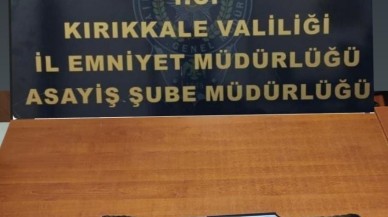 KIRIKKALE VALİLİĞİ
İL EMNİYET MÜDÜRLÜĞÜ
ASAYİŞ ŞUBE MÜDÜRLÜĞÜ